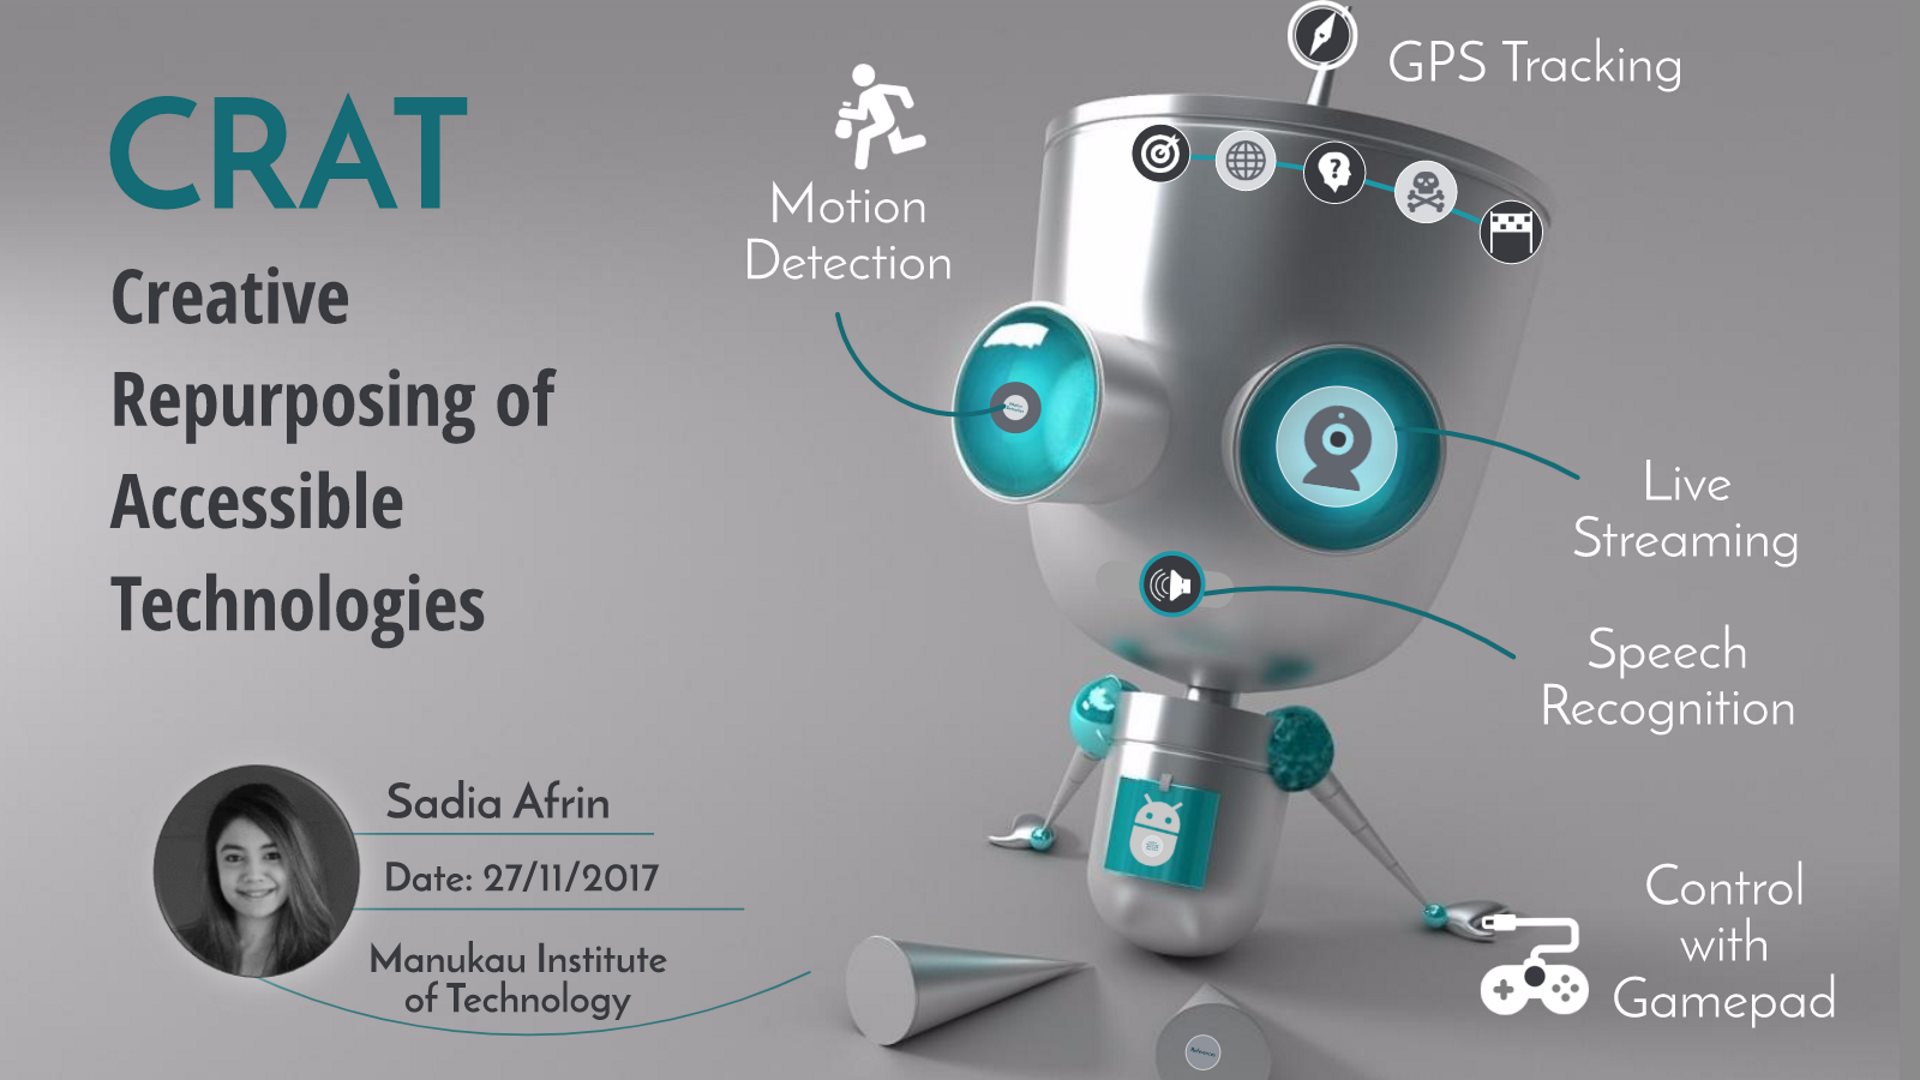 CRAT
Creative
Repurposing of
Accessible
Technologies
Sadia Afrin
Date: 27/11/2017
Manukau Institute
of Technology
GPS Tracking
Motion
Detection
Live
Streaming
Speech
Recognition
Control
with
Gamepad